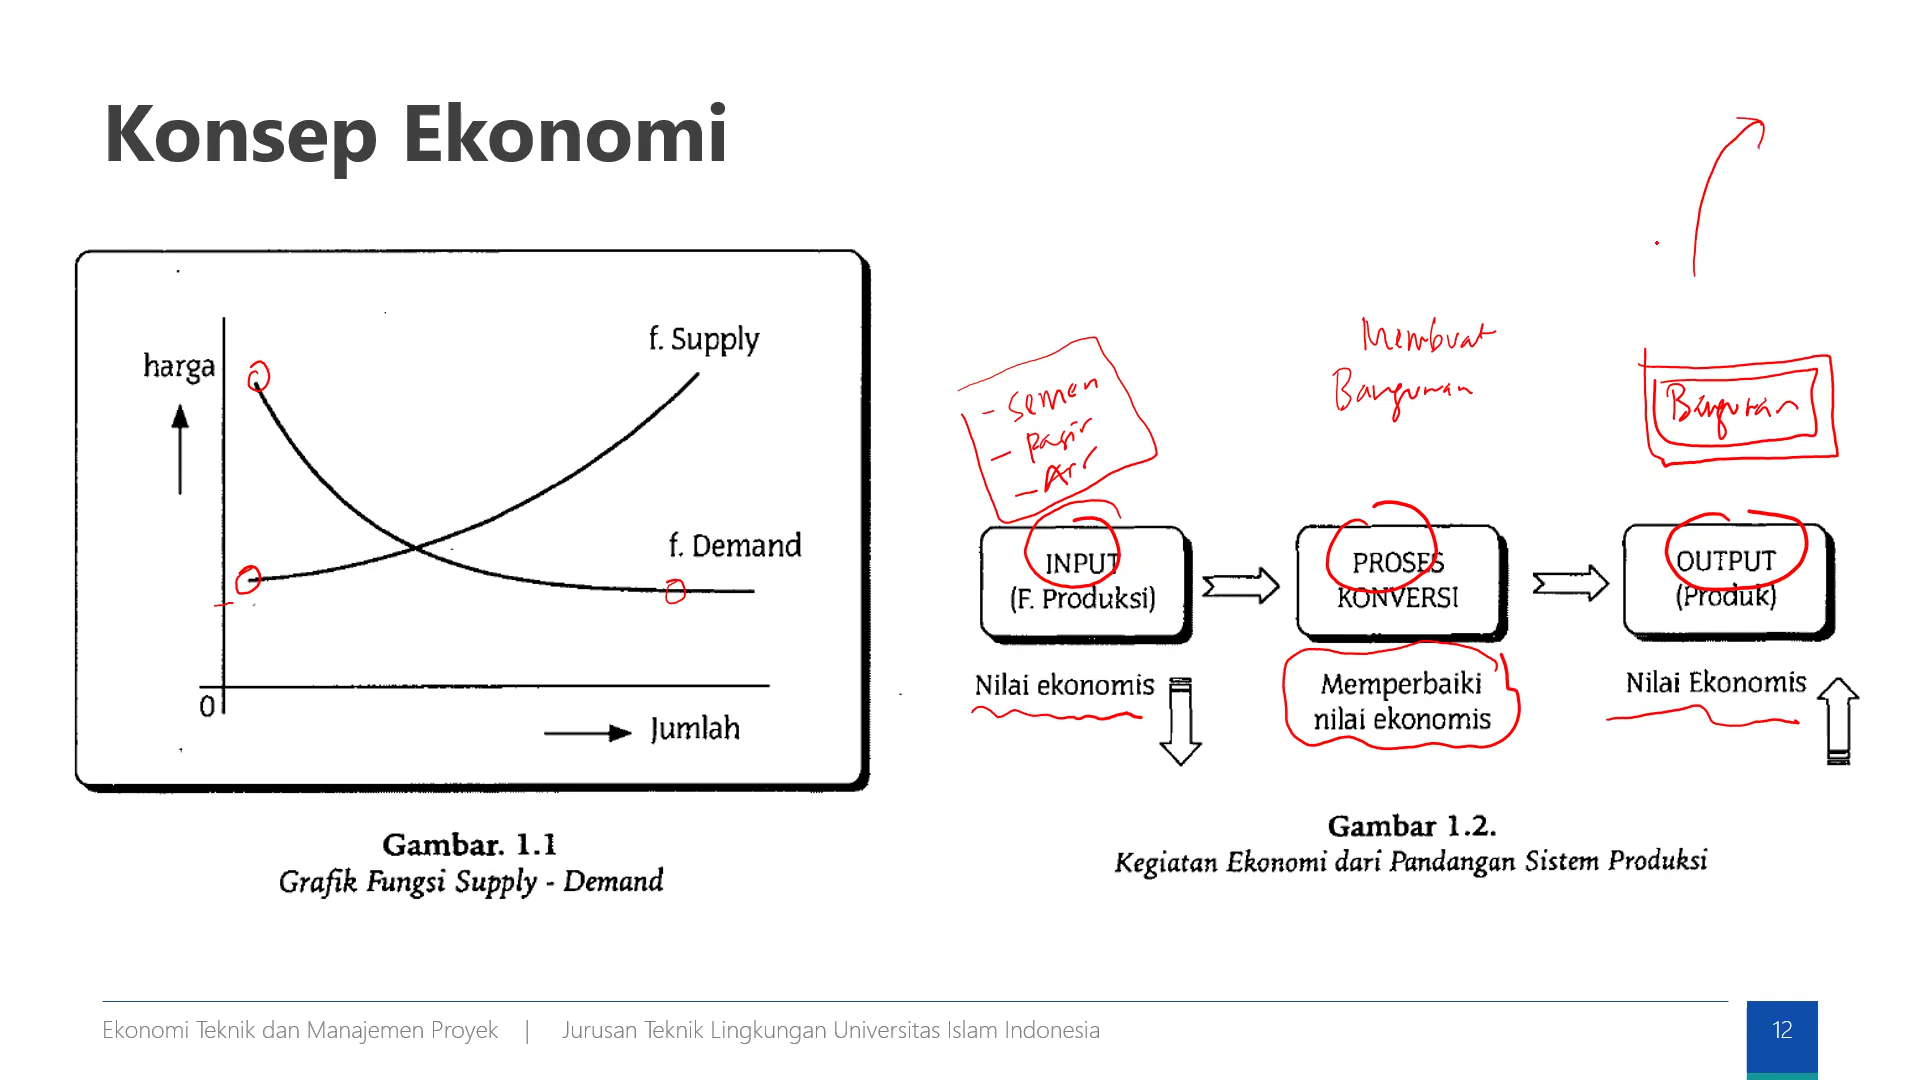 Konsep Ekonomi
f. Supply
harga
f. Demand
0
Jumlah
Gambar. 1.1
Grafik Fungsi Supply - Demand
- Semen
- Pasir
- Air
Membuat
Bangunan
Bangunan
INPUT
(F. Produksi)
PROSES
KONVERSI
OUTPUT
(Produk)
Nilai ekonomis
Memperbaiki
nilai ekonomis
Nilai Ekonomis
Gambar 1.2.
Kegiatan Ekonomi dari Pandangan Sistem Produksi
Ekonomi Teknik dan Manajemen Proyek | Jurusan Teknik Lingkungan Universitas Islam Indonesia
12